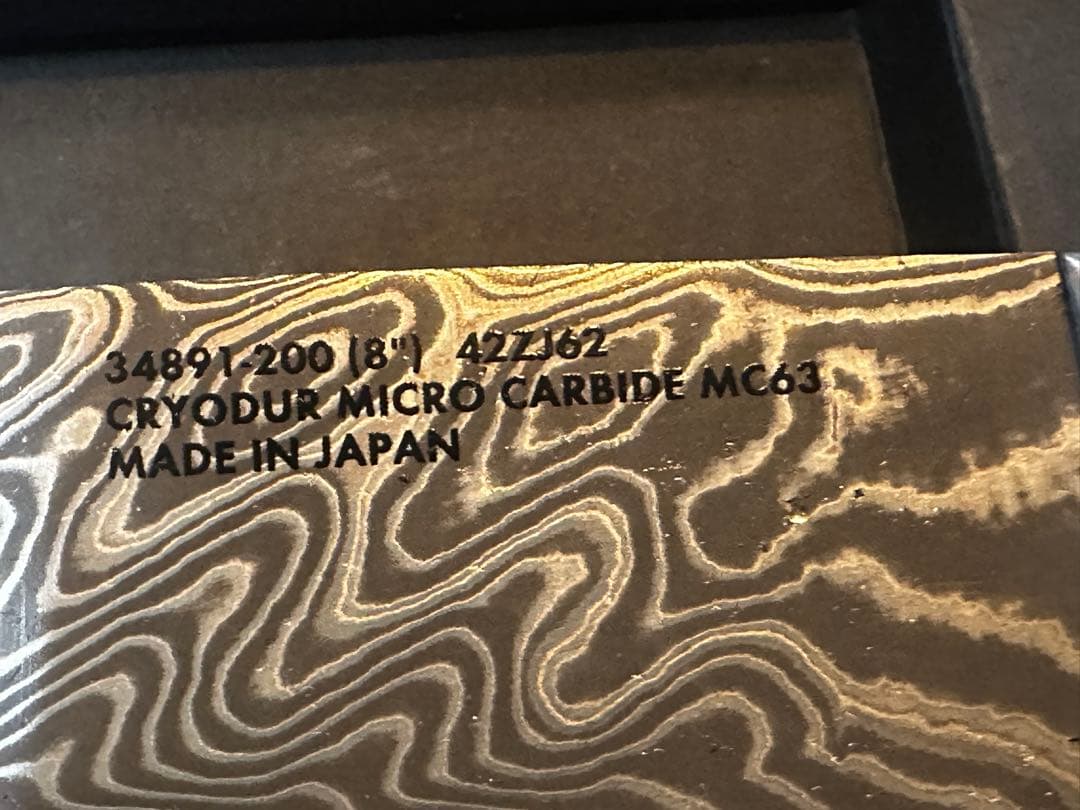 34891-200 (8") 42ZJ62
CRYODUR MICRO CARBIDE MC63
MADE IN JAPAN